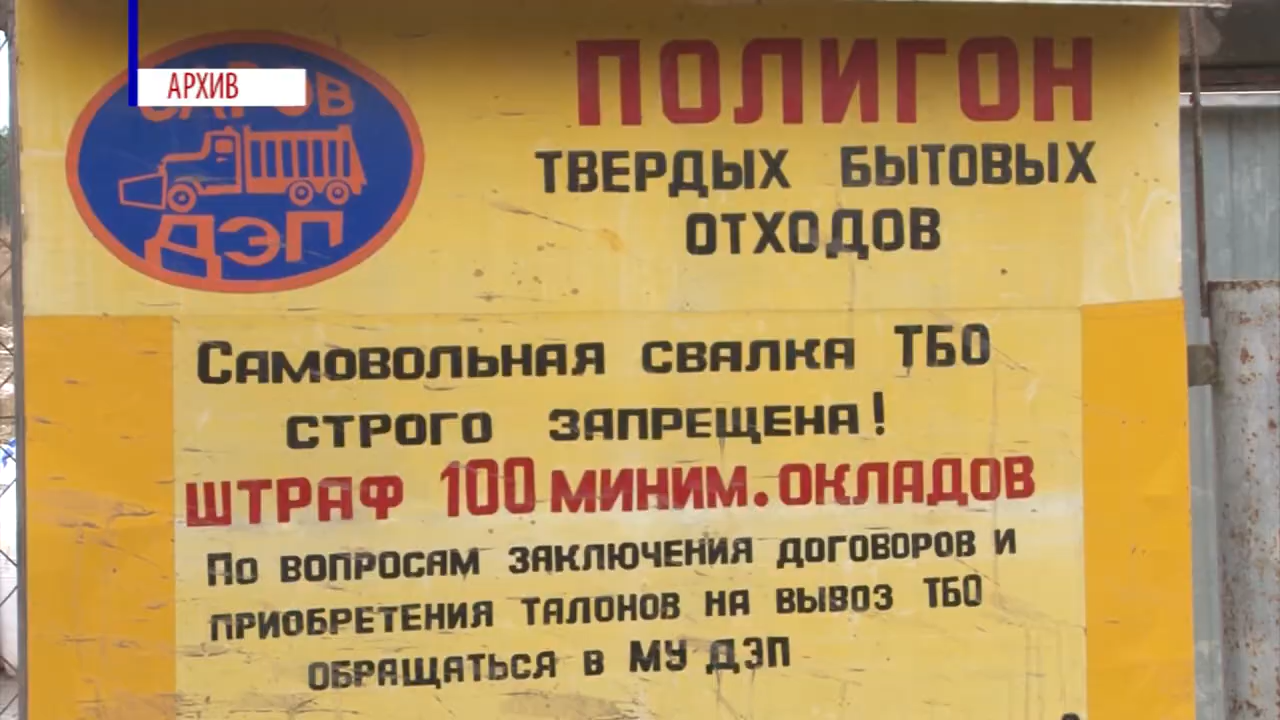 АРХИВ
САРОВ
ДЭП
ПОЛИГОН
ТВЕРДЫХ БЫТОВЫХ
ОТХОДОВ
САМОВОЛЬНАЯ СВАЛКА ТБО
СТРОГО ЗАПРЕЩЕНА!
ШТРАФ 100 МИНИМ. ОКЛАДОВ
ПО ВОПРОСАМ ЗАКЛЮЧЕНИЯ ДОГОВОРОВ И
ПРИОБРЕТЕНИЯ ТАЛОНОВ НА ВЫВОЗ ТБО
ОБРАЩАТЬСЯ В МУ ДЭП